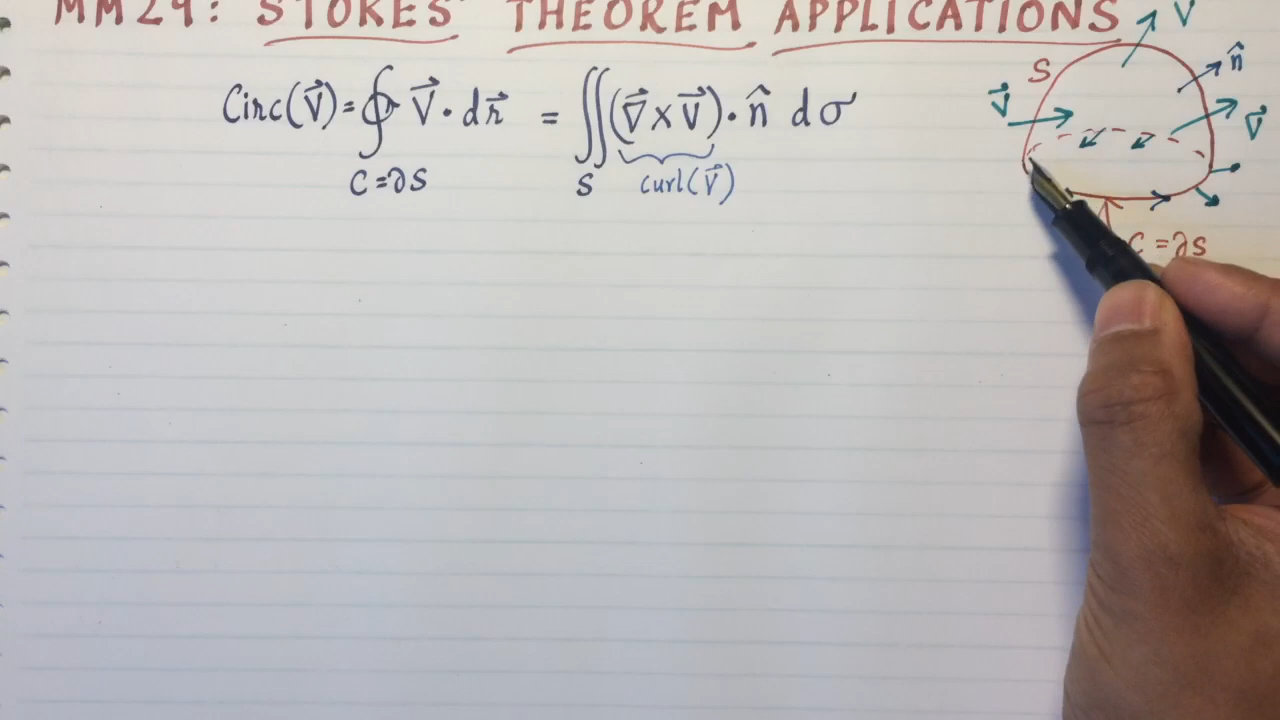 MM29: STOKES' THEOREM APPLICATIONS
Circ(V⃗) = ∮ V⃗ · dr⃗ = ∬ (∇⃗ × V⃗) · n̂ dσ
C = ∂S S curl(V⃗)
S
V⃗
n̂
V⃗
V⃗
C = ∂S